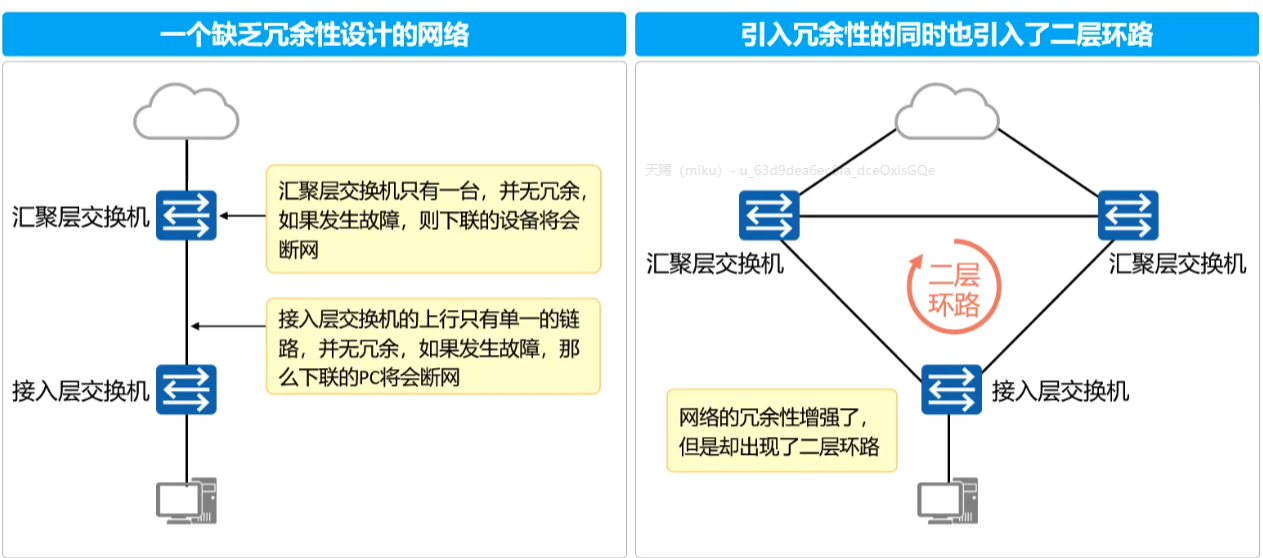 一个缺乏冗余性设计的网络
汇聚层交换机
汇聚层交换机只有一台，并无冗余，
如果发生故障，则下联的设备将会
断网
接入层交换机的上行只有单一的链
路，并无冗余，如果发生故障，那
么下联的PC将会断网
接入层交换机
引入冗余性的同时也引入了二层环路
天赐（miku）- u_63d9dea6ec
a_dceOxisGQe
汇聚层交换机
汇聚层交换机
二层
环路
接入层交换机
网络的冗余性增强了，
但是却出现了二层环路